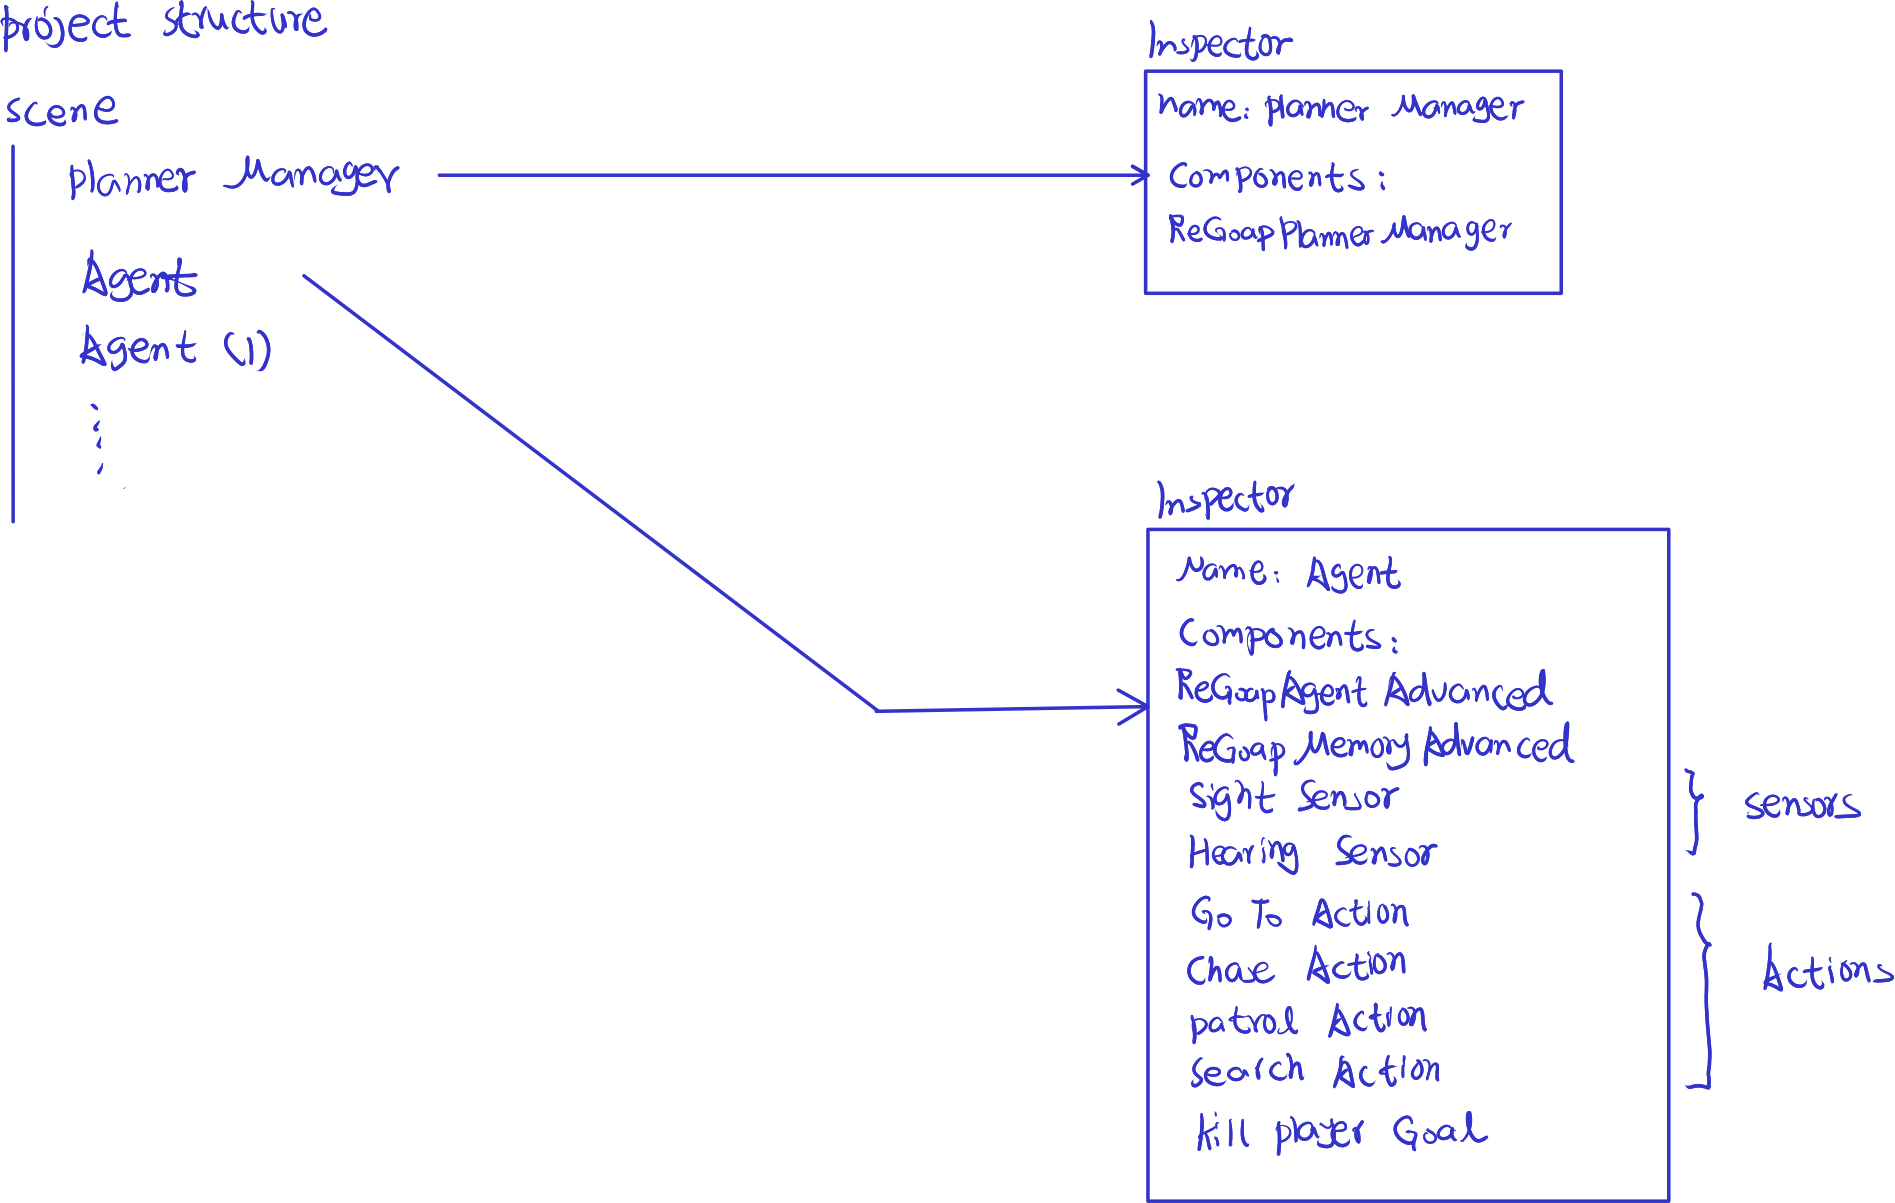 project structure
scene
planner Manager
Agent
Agent (1)
Inspector
name: planner Manager
Components:
ReGoapPlannerManager
Inspector
Name: Agent
Components:
ReGoapAgent Advanced
ReGoap Memory Advanced
Sight Sensor
Hearing Sensor
Go To Action
Chase Action
patrol Action
Search Action
Kill player Goal
sensors
Actions